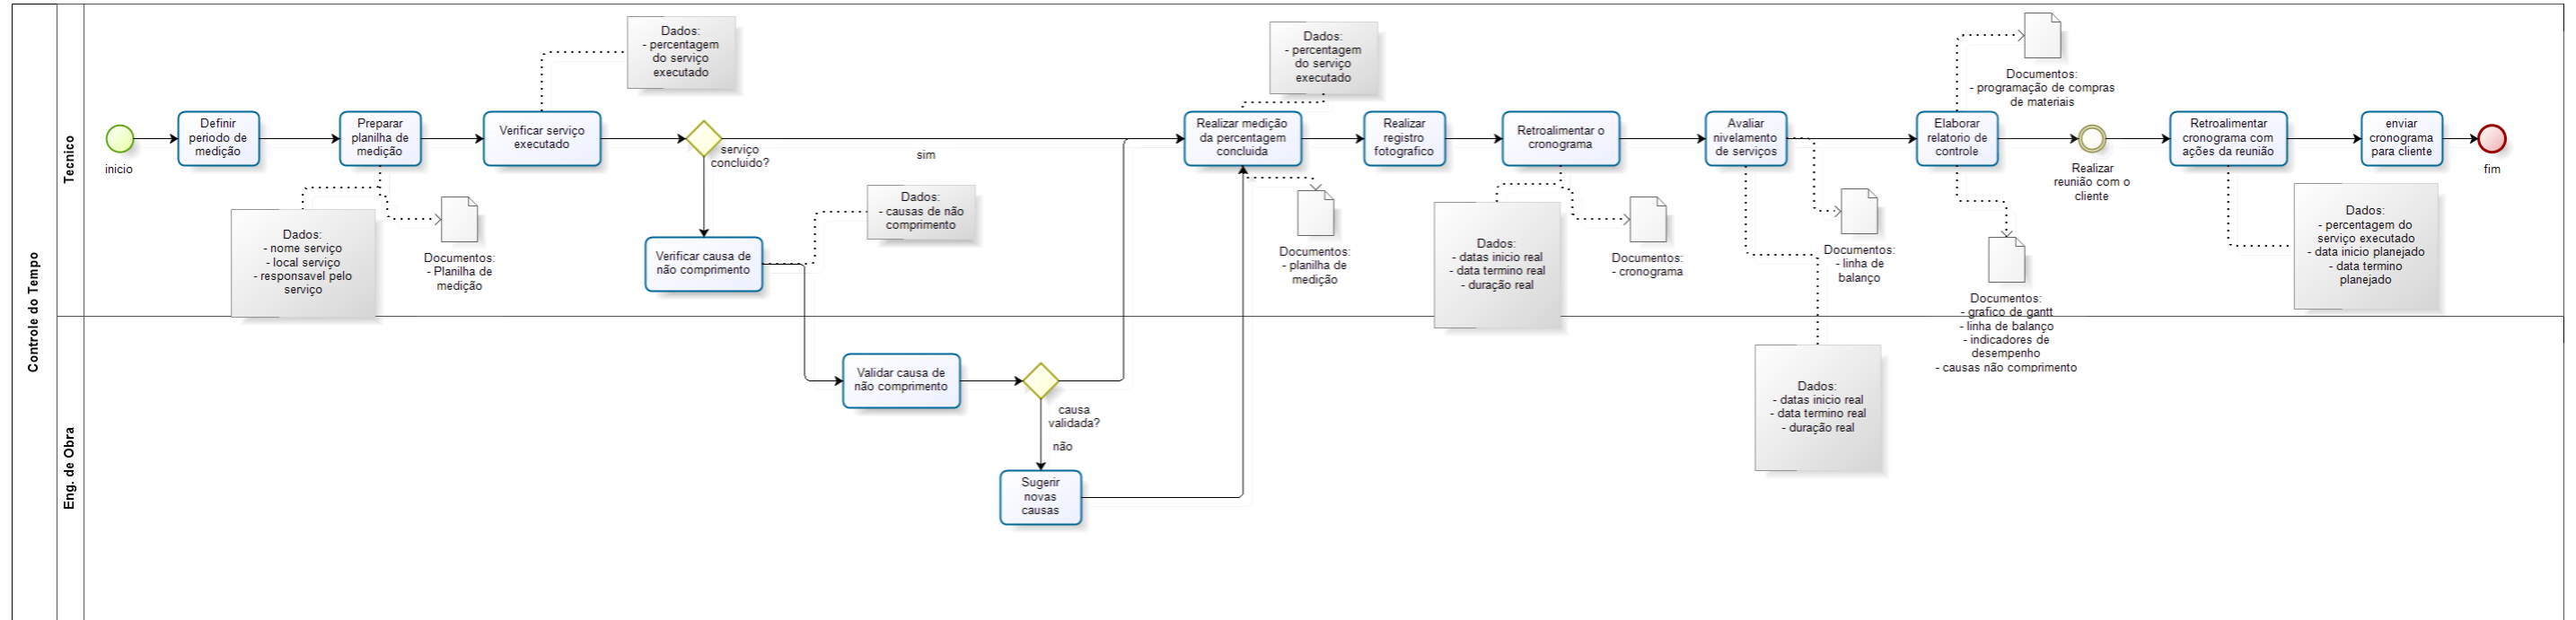 Controle do Tempo
Tecnico
inicio
Definir
periodo de
medição
Preparar
planilha de
medição
Dados:
- nome serviço
- local serviço
- responsavel pelo
serviço
Documentos:
- Planilha de
medição
Verificar serviço
executado
Dados:
- percentagem
do serviço
executado
serviço
concluido?
sim
Verificar causa de
não comprimento
Dados:
- causas de não
comprimento
Realizar medição
da percentagem
concluida
Dados:
- percentagem
do serviço
executado
Documentos:
- planilha de
medição
Realizar
registro
fotografico
Retroalimentar o
cronograma
Dados:
- datas inicio real
- data termino real
- duração real
Documentos:
- cronograma
Avaliar
nivelamento
de serviços
Documentos:
- linha de
balanço
Elaborar
relatorio de
controle
Documentos:
- programação de compras
de materiais
Documentos:
- grafico de gantt
- linha de balanço
- indicadores de
desempenho
- causas não comprimento
Realizar
reunião com o
cliente
Retroalimentar
cronograma com
ações da reunião
Dados:
- percentagem do
serviço executado
- data inicio planejado
- data termino
planejado
enviar
cronograma
para cliente
fim
Eng. de Obra
Validar causa de
não comprimento
causa
validada?
não
Sugerir
novas
causas
Dados:
- datas inicio real
- data termino real
- duração real